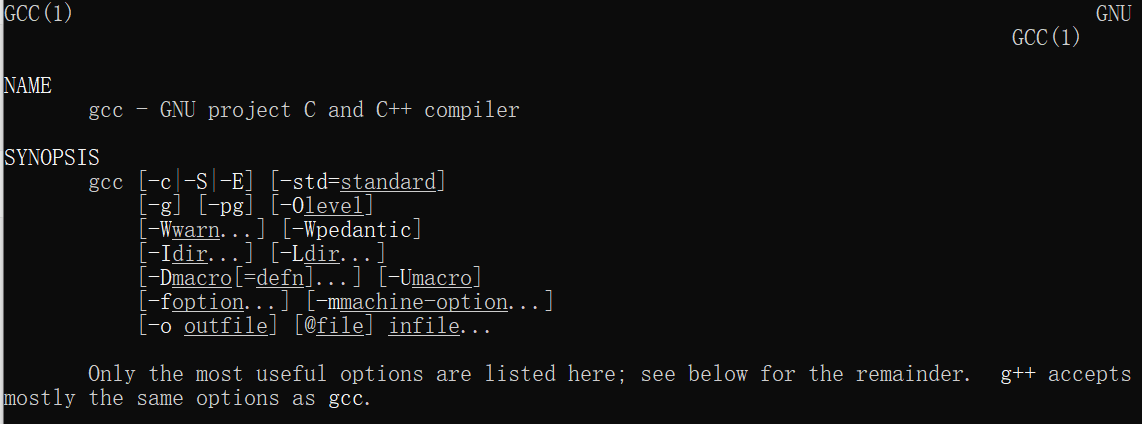 GCC(1) GNU
GCC(1)
NAME
gcc - GNU project C and C++ compiler
SYNOPSIS
gcc [-c|-S|-E] [-std=standard]
[-g] [-pg] [-Olevel]
[-Wwarn...] [-Wpedantic]
[-Idir...] [-Ldir...]
[-Dmacro[=defn]...] [-Umacro]
[-foption...] [-mmachine-option...]
[-o outfile] [@file] infile...
Only the most useful options are listed here; see below for the remainder.  g++ accepts
mostly the same options as gcc.